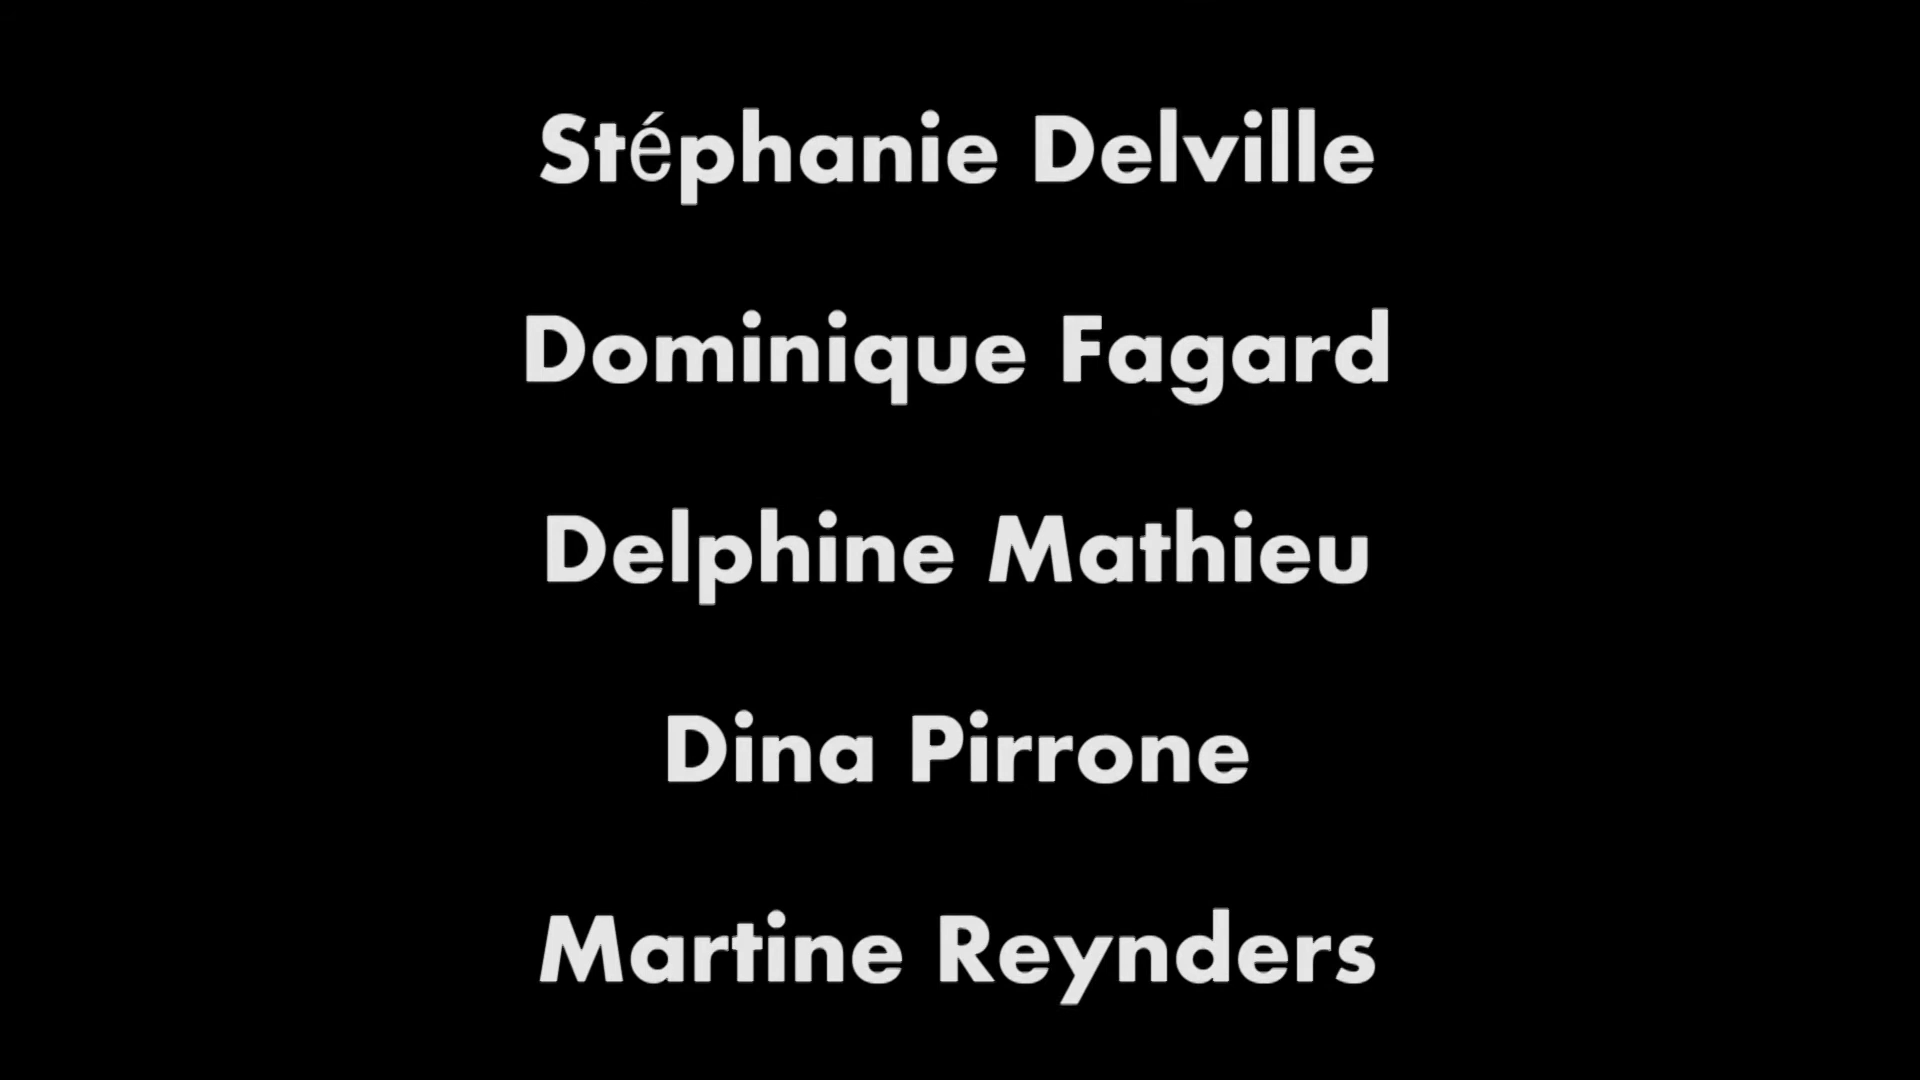 Stéphanie Delville
Dominique Fagard
Delphine Mathieu
Dina Pirrone
Martine Reynders